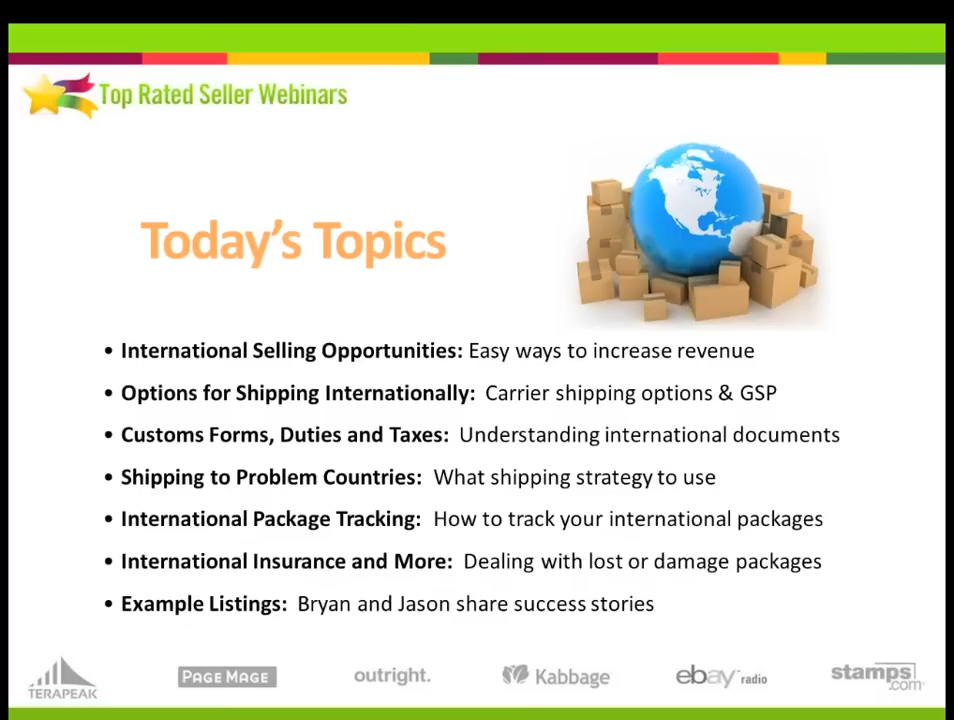 Top Rated Seller Webinars
Today's Topics
• International Selling Opportunities: Easy ways to increase revenue
• Options for Shipping Internationally: Carrier shipping options & GSP
• Customs Forms, Duties and Taxes: Understanding international documents
• Shipping to Problem Countries: What shipping strategy to use
• International Package Tracking: How to track your international packages
• International Insurance and More: Dealing with lost or damage packages
• Example Listings: Bryan and Jason share success stories
TERAPEAK PAGE MAGE outright. Kabbage ebay radio stamps.com